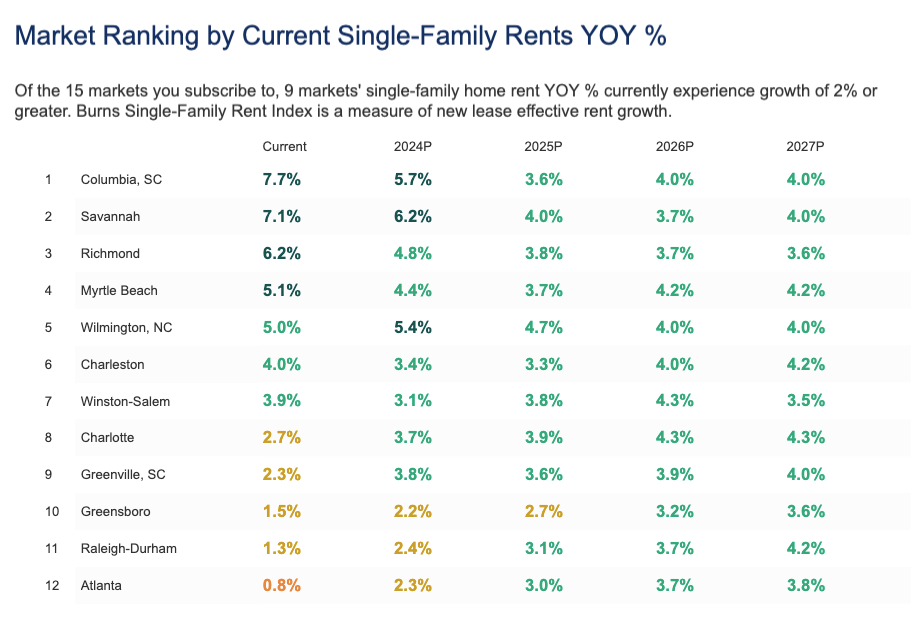 Market Ranking by Current Single-Family Rents YOY %
Of the 15 markets you subscribe to, 9 markets' single-family home rent YOY % currently experience growth of 2% or
greater. Burns Single-Family Rent Index is a measure of new lease effective rent growth.
Current 2024P 2025P 2026P 2027P
1 Columbia, SC 7.7% 5.7% 3.6% 4.0% 4.0%
2 Savannah 7.1% 6.2% 4.0% 3.7% 4.0%
3 Richmond 6.2% 4.8% 3.8% 3.7% 3.6%
4 Myrtle Beach 5.1% 4.4% 3.7% 4.2% 4.2%
5 Wilmington, NC 5.0% 5.4% 4.7% 4.0% 4.0%
6 Charleston 4.0% 3.4% 3.3% 4.0% 4.2%
7 Winston-Salem 3.9% 3.1% 3.8% 4.3% 3.5%
8 Charlotte 2.7% 3.7% 3.9% 4.3% 4.3%
9 Greenville, SC 2.3% 3.8% 3.6% 3.9% 4.0%
10 Greensboro 1.5% 2.2% 2.7% 3.2% 3.6%
11 Raleigh-Durham 1.3% 2.4% 3.1% 3.7% 4.2%
12 Atlanta 0.8% 2.3% 3.0% 3.7% 3.8%